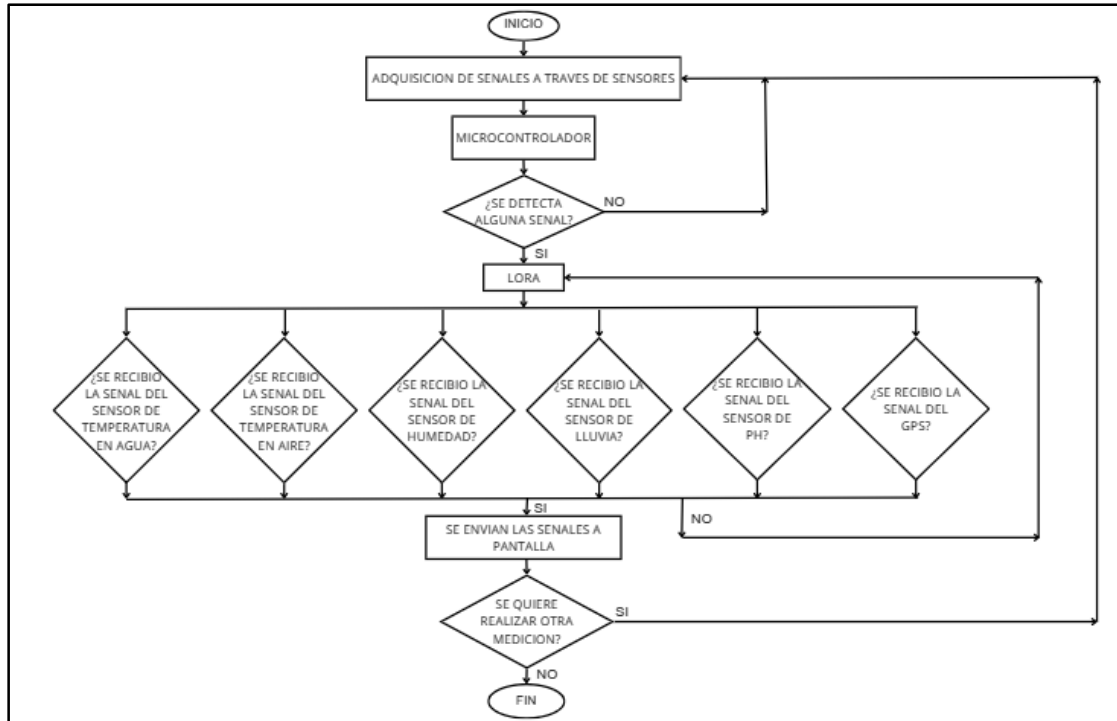 INICIO
ADQUISICION DE SENALES A TRAVES DE SENSORES
MICROCONTROLADOR
¿SE DETECTA
ALGUNA SENAL?
NO
SI
LORA
¿SE RECIBIO
LA SENAL DEL
SENSOR DE
TEMPERATURA
EN AGUA?
¿SE RECIBIO
LA SENAL DEL
SENSOR DE
TEMPERATURA
EN AIRE?
¿SE RECIBIO LA
SENAL DEL
SENSOR DE
HUMEDAD?
¿SE RECIBIO LA
SENAL DEL
SENSOR DE
LLUVIA?
¿SE RECIBIO LA
SENAL DEL
SENSOR DE
PH?
¿SE RECIBIO LA
SENAL DEL
GPS?
SI
NO
SE ENVIAN LAS SENALES A
PANTALLA
SE QUIERE
REALIZAR OTRA
MEDICION?
SI
NO
FIN